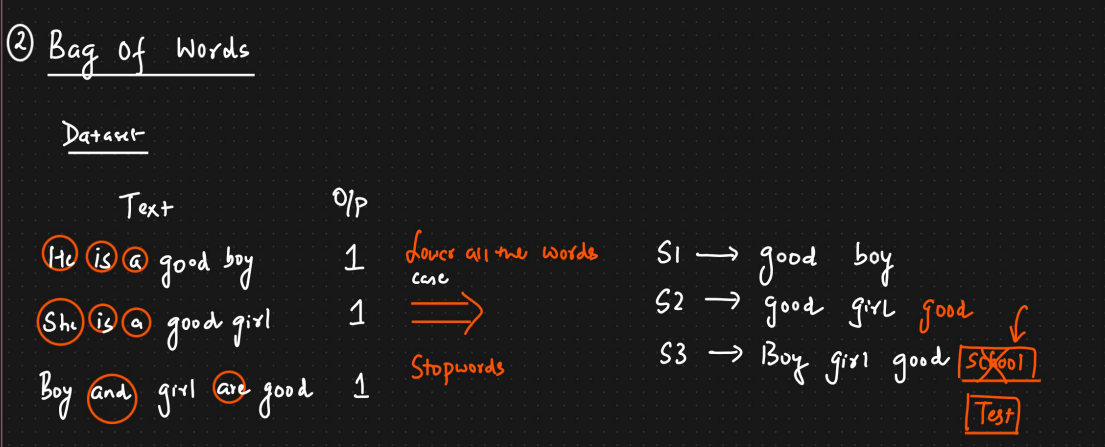 ② Bag of Words
Dataset
Text O/P
He is a good boy 1
She is a good girl 1
Boy and girl are good 1
Lower all the words
case
Stopwords
S1 → good boy
S2 → good girl good
S3 → Boy girl good school
Test